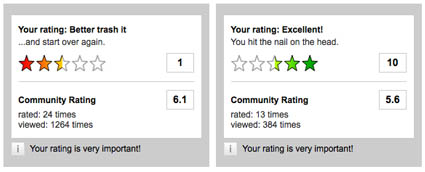 Your rating: Better trash it
...and start over again.
1
Community Rating
6.1
rated: 24 times
viewed: 1264 times
i Your rating is very important!
Your rating: Excellent!
You hit the nail on the head.
10
Community Rating
5.6
rated: 13 times
viewed: 384 times
i Your rating is very important!